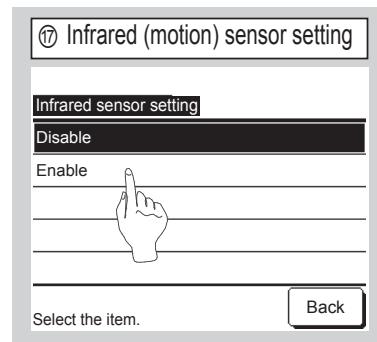 ⑰ Infrared (motion) sensor setting
Infrared sensor setting
Disable
Enable
Select the item.
Back